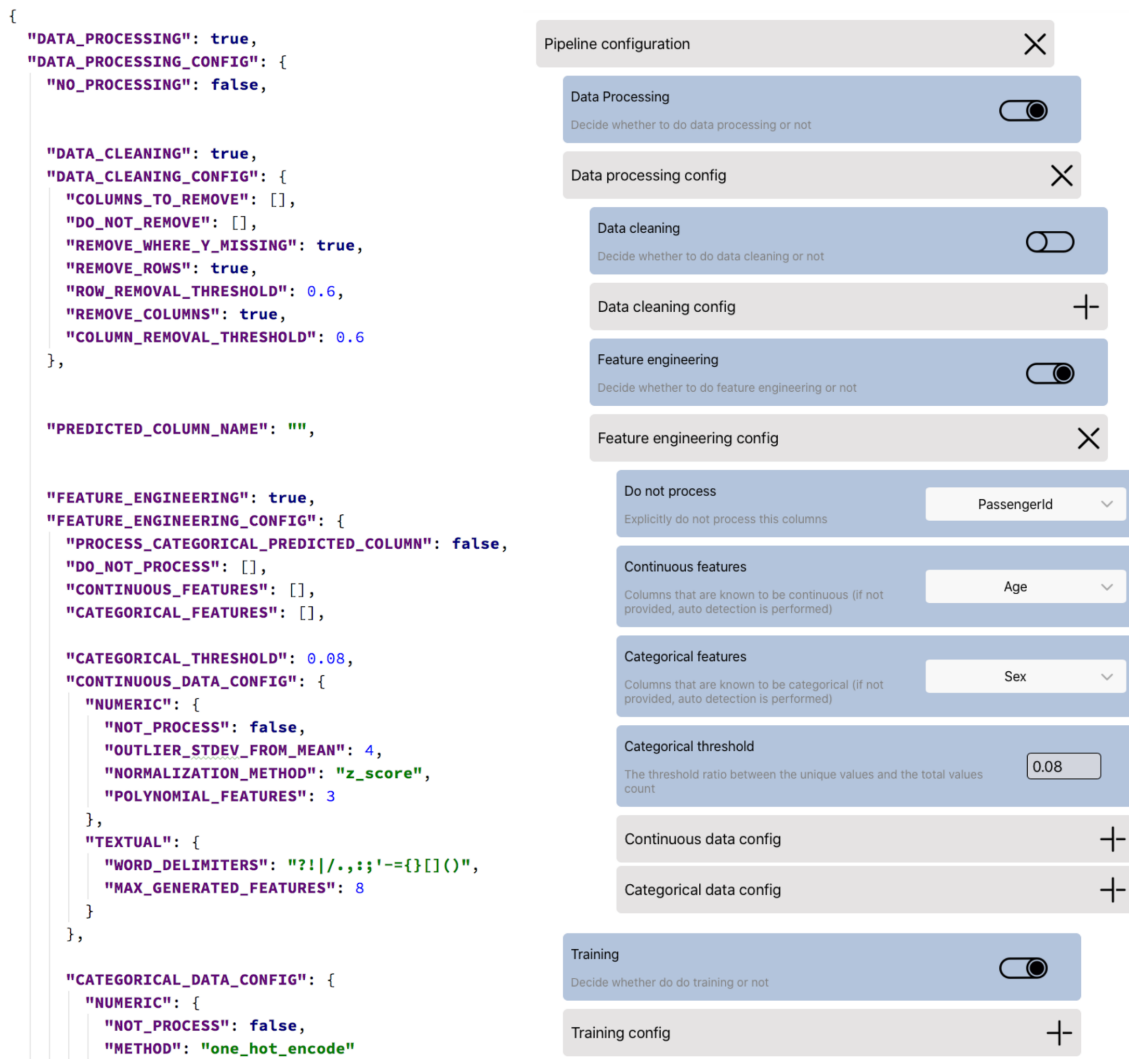 {
"DATA_PROCESSING": true,
"DATA_PROCESSING_CONFIG": {
"NO_PROCESSING": false,
"DATA_CLEANING": true,
"DATA_CLEANING_CONFIG": {
"COLUMNS_TO_REMOVE": [],
"DO_NOT_REMOVE": [],
"REMOVE_WHERE_Y_MISSING": true,
"REMOVE_ROWS": true,
"ROW_REMOVAL_THRESHOLD": 0.6,
"REMOVE_COLUMNS": true,
"COLUMN_REMOVAL_THRESHOLD": 0.6
},
"PREDICTED_COLUMN_NAME": "",
"FEATURE_ENGINEERING": true,
"FEATURE_ENGINEERING_CONFIG": {
"PROCESS_CATEGORICAL_PREDICTED_COLUMN": false,
"DO_NOT_PROCESS": [],
"CONTINUOUS_FEATURES": [],
"CATEGORICAL_FEATURES": [],
"CATEGORICAL_THRESHOLD": 0.08,
"CONTINUOUS_DATA_CONFIG": {
"NUMERIC": {
"NOT_PROCESS": false,
"OUTLIER_STDEV_FROM_MEAN": 4,
"NORMALIZATION_METHOD": "z_score",
"POLYNOMIAL_FEATURES": 3
},
"TEXTUAL": {
"WORD_DELIMITERS": "?!|/.,:;'-={}[]()",
"MAX_GENERATED_FEATURES": 8
}
},
"CATEGORICAL_DATA_CONFIG": {
"NUMERIC": {
"NOT_PROCESS": false,
"METHOD": "one_hot_encode"
Pipeline configuration
Data Processing
Decide whether to do data processing or not
Data processing config
Data cleaning
Decide whether to do data cleaning or not
Data cleaning config
Feature engineering
Decide whether to do feature engineering or not
Feature engineering config
Do not process
Explicitly do not process this columns
PassengerId
Continuous features
Columns that are known to be continuous (if not
provided, auto detection is performed)
Age
Categorical features
Columns that are known to be categorical (if not
provided, auto detection is performed)
Sex
Categorical threshold
The threshold ratio between the unique values and the total values
count
0.08
Continuous data config
Categorical data config
Training
Decide whether do do training or not
Training config